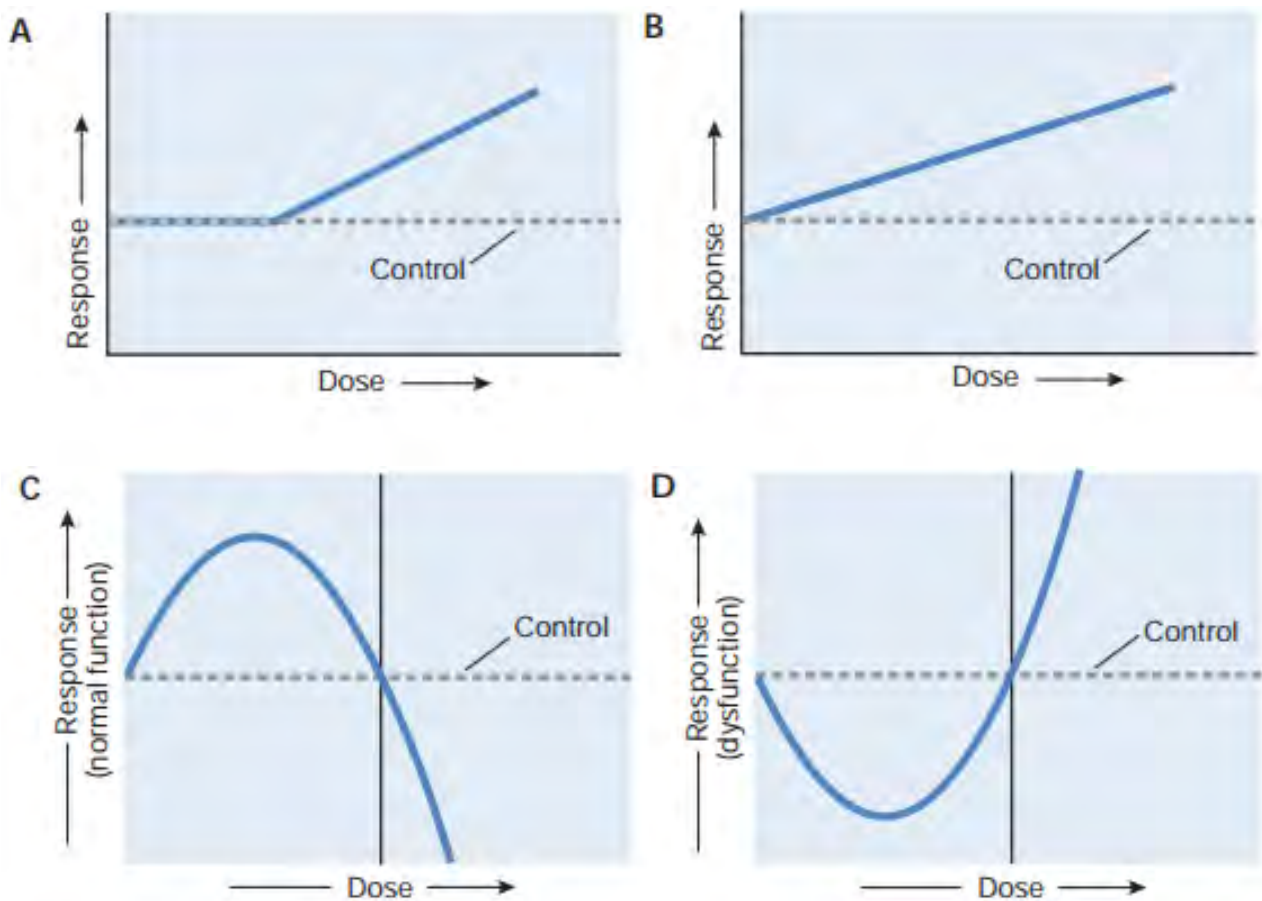 A
Response
Control
Dose
B
Response
Control
Dose
C
Response
(normal function)
Control
Dose
D
Response
(dysfunction)
Control
Dose